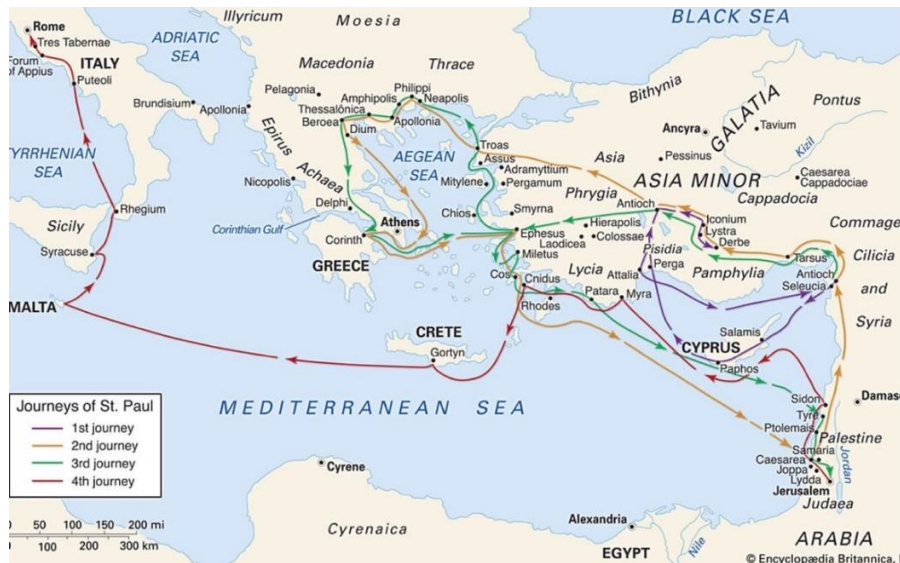 Illyricum
Moesia
BLACK SEA
Rome
Tres Tabernae
Forum
of Appius
ITALY
Puteoli
ADRIATIC
SEA
Macedonia
Thrace
Bithynia
GALATIA
Pontus
Brundisium
Apollonia
Pelagonia
Amphipolis
Philippi
Neapolis
Thessalonica
Beroea
Apollonia
Dium
Ancyra
Tavium
Kizil
TYRRHENIAN
SEA
Epirus
AEGEAN
SEA
Troas
Assus
Adramyttium
Mitylene
Pergamum
Asia
Pessinus
Phrygia
ASIA MINOR
Caesarea
Cappadociae
Cappadocia
Achaea
Nicopolis
Delphi
Corinthian Gulf
Athens
Corinth
GREECE
Chios
Smyrna
Ephesus
Hierapolis
Laodicea
Colossae
Miletus
Antioch
Iconium
Lystra
Derbe
Commage
Pisidia
Perga
Attalia
Pamphylia
Tarsus
Cilicia
Antioch
Seleucia
and
Syria
Sicily
Rhegium
Syracuse
MALTA
Cos
Cnidus
Rhodes
Lycia
Patara
Myra
CRETE
Gortyn
Salamis
CYPRUS
Paphos
MEDITERRANEAN SEA
Sidon
Damas
Tyre
Ptolemais
Palestine
Samaria
Caesarea
Joppa
Lydda
Jerusalem
Jordan
Judaea
Journeys of St. Paul
1st journey
2nd journey
3rd journey
4th journey
0 50 100 150 200 mi
0 100 200 300 km
Cyrene
Cyrenaica
Alexandria
EGYPT
Nile
ARABIA
© Encyclopædia Britannica,